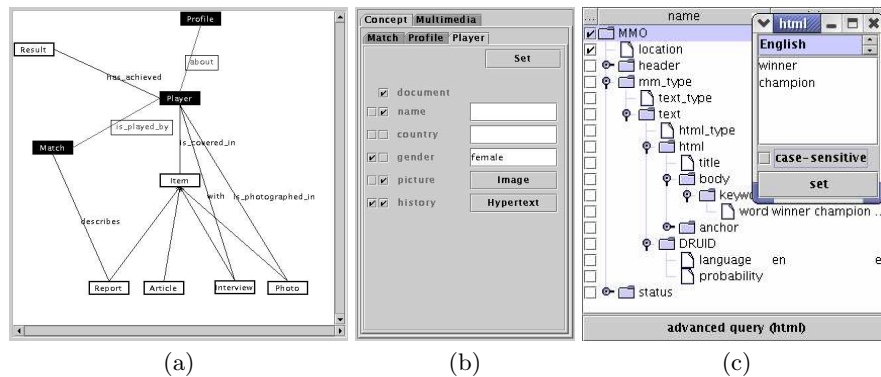 Profile
Result
about
has_achieved
Player
is_played_by
Match
is_covered_in
Item
with
is_photographed_in
describes
Report
Article
Interview
Photo
(a)
Concept Multimedia
Match Profile Player
Set
document
name
country
gender female
picture Image
history Hypertext
(b)
... name
MMO
location
header
mm_type
text_type
text
html_type
html
title
body
word winner champion ...
anchor
DRUID
language en e
probability
status
advanced query (html)
html
English
winner
champion
case-sensitive
set
(c)